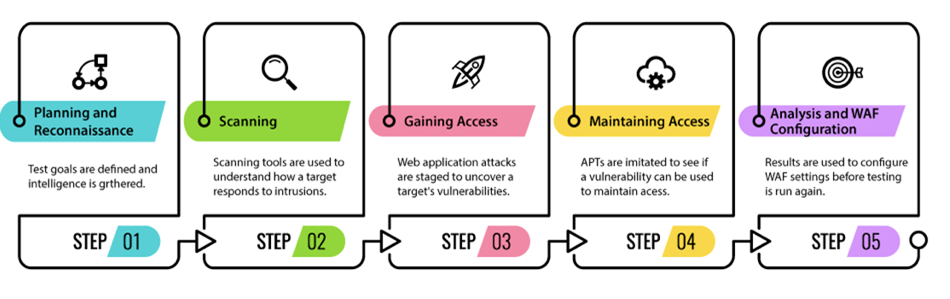 Planning and
Reconnaissance
Test goals are defined and
intelligence is grthered.
STEP 01
Scanning
Scanning tools are used to
understand how a target
responds to intrusions.
STEP 02
Gaining Access
Web application attacks
are staged to uncover a
target's vulnerabilities.
STEP 03
Maintaining Access
APTs are imitated to see if
a vulnerability can be used
to maintain acess.
STEP 04
Analysis and WAF
Configuration
Results are used to configure
WAF settings before testing
is run again.
STEP 05